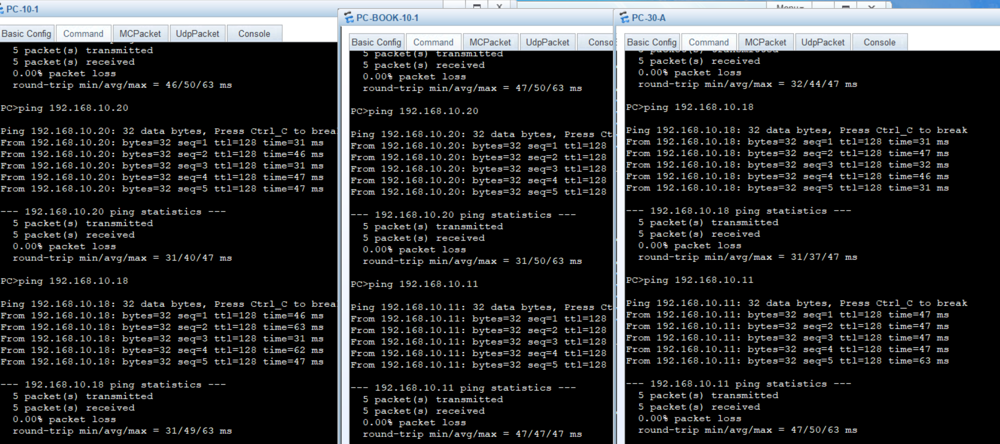 PC-10-1
Basic Config Command MCPacket UdpPacket Console
5 packet(s) transmitted
5 packet(s) received
0.00% packet loss
round-trip min/avg/max = 46/50/63 ms
PC>ping 192.168.10.20
Ping 192.168.10.20: 32 data bytes, Press Ctrl_C to brea
From 192.168.10.20: bytes=32 seq=1 ttl=128 time=31 ms
From 192.168.10.20: bytes=32 seq=2 ttl=128 time=46 ms
From 192.168.10.20: bytes=32 seq=3 ttl=128 time=31 ms
From 192.168.10.20: bytes=32 seq=4 ttl=128 time=47 ms
From 192.168.10.20: bytes=32 seq=5 ttl=128 time=47 ms
--- 192.168.10.20 ping statistics ---
5 packet(s) transmitted
5 packet(s) received
0.00% packet loss
round-trip min/avg/max = 31/40/47 ms
PC>ping 192.168.10.18
Ping 192.168.10.18: 32 data bytes, Press Ctrl_C to brea
From 192.168.10.18: bytes=32 seq=1 ttl=128 time=46 ms
From 192.168.10.18: bytes=32 seq=2 ttl=128 time=63 ms
From 192.168.10.18: bytes=32 seq=3 ttl=128 time=31 ms
From 192.168.10.18: bytes=32 seq=4 ttl=128 time=62 ms
From 192.168.10.18: bytes=32 seq=5 ttl=128 time=47 ms
--- 192.168.10.18 ping statistics ---
5 packet(s) transmitted
5 packet(s) received
0.00% packet loss
round-trip min/avg/max = 31/49/63 ms
PC-BOOK-10-1
Basic Config Command MCPacket UdpPacket Conso
5 packet(s) transmitted
5 packet(s) received
0.00% packet loss
round-trip min/avg/max = 47/50/63 ms
PC>ping 192.168.10.20
Ping 192.168.10.20: 32 data bytes, Press Ct
From 192.168.10.20: bytes=32 seq=1 ttl=128
From 192.168.10.20: bytes=32 seq=2 ttl=128
From 192.168.10.20: bytes=32 seq=3 ttl=128
From 192.168.10.20: bytes=32 seq=4 ttl=128
From 192.168.10.20: bytes=32 seq=5 ttl=128
--- 192.168.10.20 ping statistics ---
5 packet(s) transmitted
5 packet(s) received
0.00% packet loss
round-trip min/avg/max = 31/50/63 ms
PC>ping 192.168.10.11
Ping 192.168.10.11: 32 data bytes, Press Ct
From 192.168.10.11: bytes=32 seq=1 ttl=128
From 192.168.10.11: bytes=32 seq=2 ttl=128
From 192.168.10.11: bytes=32 seq=3 ttl=128
From 192.168.10.11: bytes=32 seq=4 ttl=128
From 192.168.10.11: bytes=32 seq=5 ttl=128
--- 192.168.10.11 ping statistics ---
5 packet(s) transmitted
5 packet(s) received
0.00% packet loss
round-trip min/avg/max = 47/47/47 ms
Menu
PC-30-A
Basic Config Command MCPacket UdpPacket Console
5 packet(s) transmitted
5 packet(s) received
0.00% packet loss
round-trip min/avg/max = 32/44/47 ms
PC>ping 192.168.10.18
Ping 192.168.10.18: 32 data bytes, Press Ctrl_C to break
From 192.168.10.18: bytes=32 seq=1 ttl=128 time=31 ms
From 192.168.10.18: bytes=32 seq=2 ttl=128 time=47 ms
From 192.168.10.18: bytes=32 seq=3 ttl=128 time=32 ms
From 192.168.10.18: bytes=32 seq=4 ttl=128 time=46 ms
From 192.168.10.18: bytes=32 seq=5 ttl=128 time=31 ms
--- 192.168.10.18 ping statistics ---
5 packet(s) transmitted
5 packet(s) received
0.00% packet loss
round-trip min/avg/max = 31/37/47 ms
PC>ping 192.168.10.11
Ping 192.168.10.11: 32 data bytes, Press Ctrl_C to break
From 192.168.10.11: bytes=32 seq=1 ttl=128 time=47 ms
From 192.168.10.11: bytes=32 seq=2 ttl=128 time=47 ms
From 192.168.10.11: bytes=32 seq=3 ttl=128 time=47 ms
From 192.168.10.11: bytes=32 seq=4 ttl=128 time=47 ms
From 192.168.10.11: bytes=32 seq=5 ttl=128 time=63 ms
--- 192.168.10.11 ping statistics ---
5 packet(s) transmitted
5 packet(s) received
0.00% packet loss
round-trip min/avg/max = 47/50/63 ms